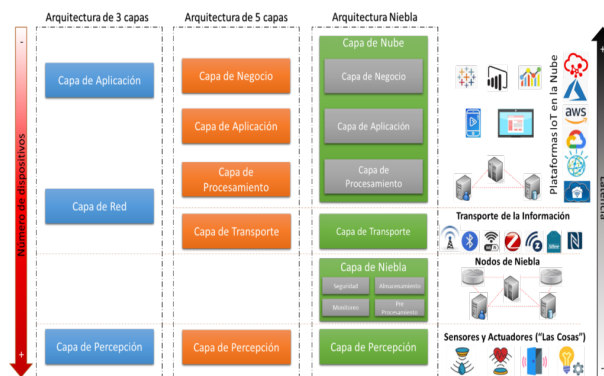 Arquitectura de 3 capas
Arquitectura de 5 capas
Arquitectura Niebla
-
Número de dispositivos
+
Capa de Aplicación
Capa de Red
Capa de Percepción
Capa de Negocio
Capa de Aplicación
Capa de
Procesamiento
Capa de Transporte
Capa de Percepción
Capa de Nube
Capa de Negocio
Capa de Aplicación
Capa de
Procesamiento
Capa de Transporte
Capa de Niebla
Seguridad
Almacenamiento
Monitoreo
Pre
Procesamiento
Capa de Percepción
Plataformas IoT en la Nube
aws
Transporte de la Información
Nodos de Niebla
Sensores y Actuadores ("Las Cosas")
+
Latencia
-